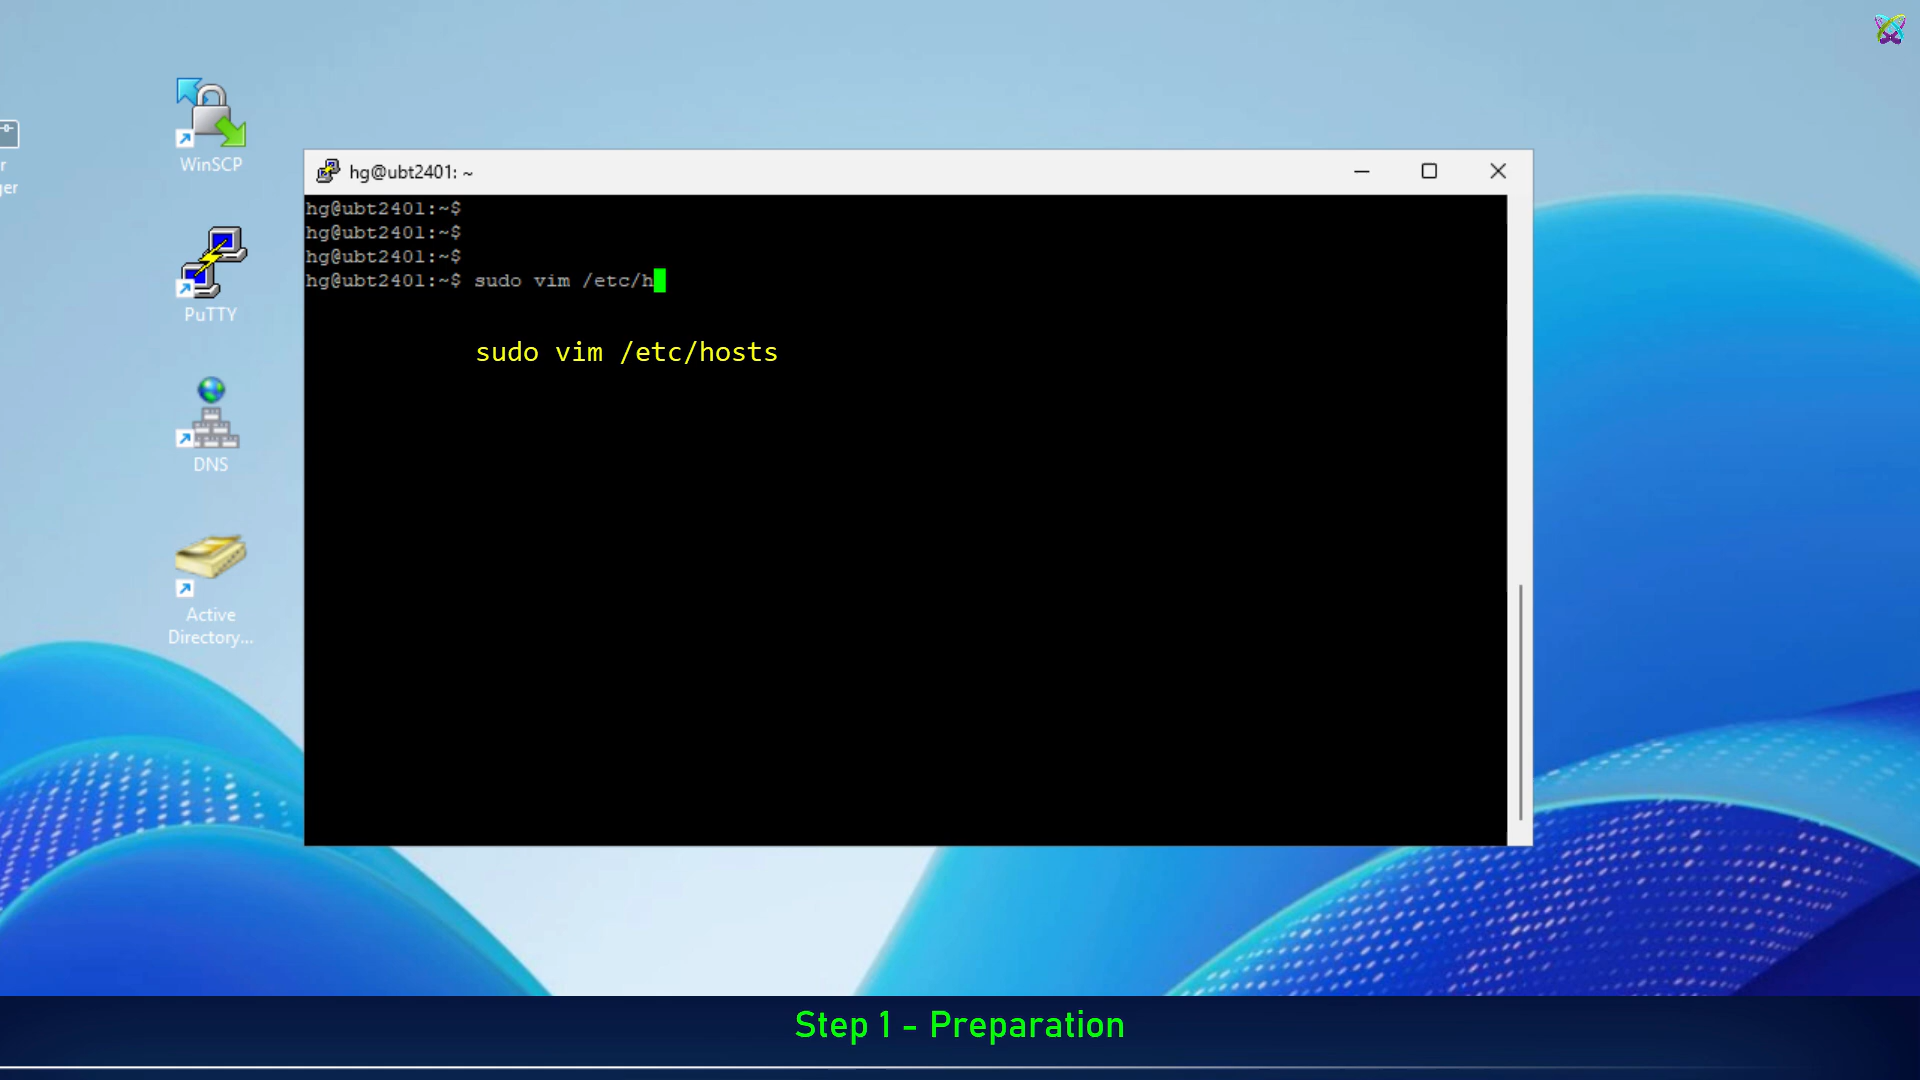 r
ger
WinSCP
PuTTY
DNS
Active
Directory...
hg@ubt2401: ~
hg@ubt2401:~$
hg@ubt2401:~$
hg@ubt2401:~$
hg@ubt2401:~$ sudo vim /etc/h
sudo vim /etc/hosts
Step 1 - Preparation